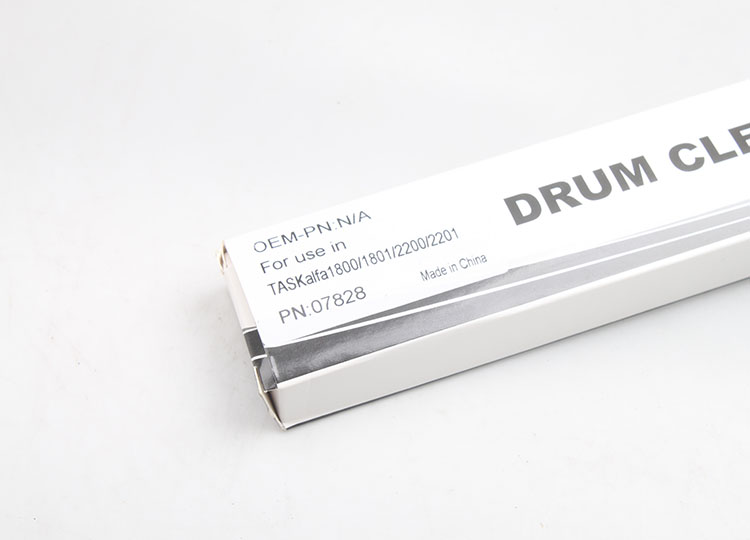 DRUM CLE
OEM-PN:N/A
For use in
TASKalfa1800/1801/2200/2201
Made in China
PN:07828